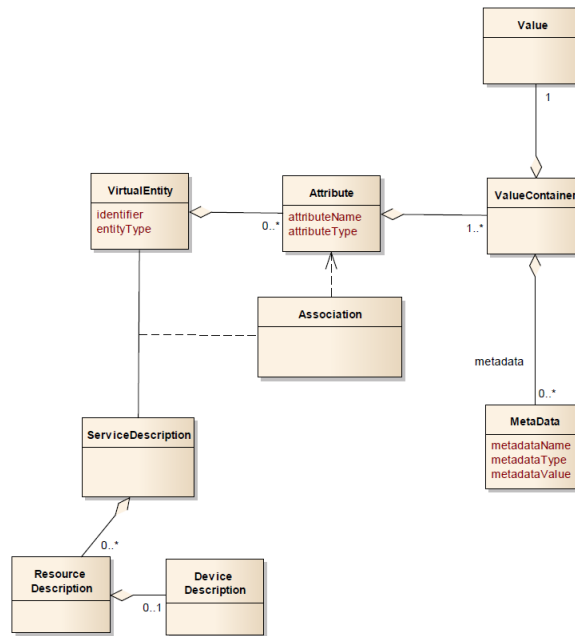 Value
1
VirtualEntity
identifier
entityType
0..*
Attribute
attributeName
attributeType
ValueContainer
1..*
Association
metadata
0..*
MetaData
metadataName
metadataType
metadataValue
ServiceDescription
0..*
Resource
Description
0..1
Device
Description